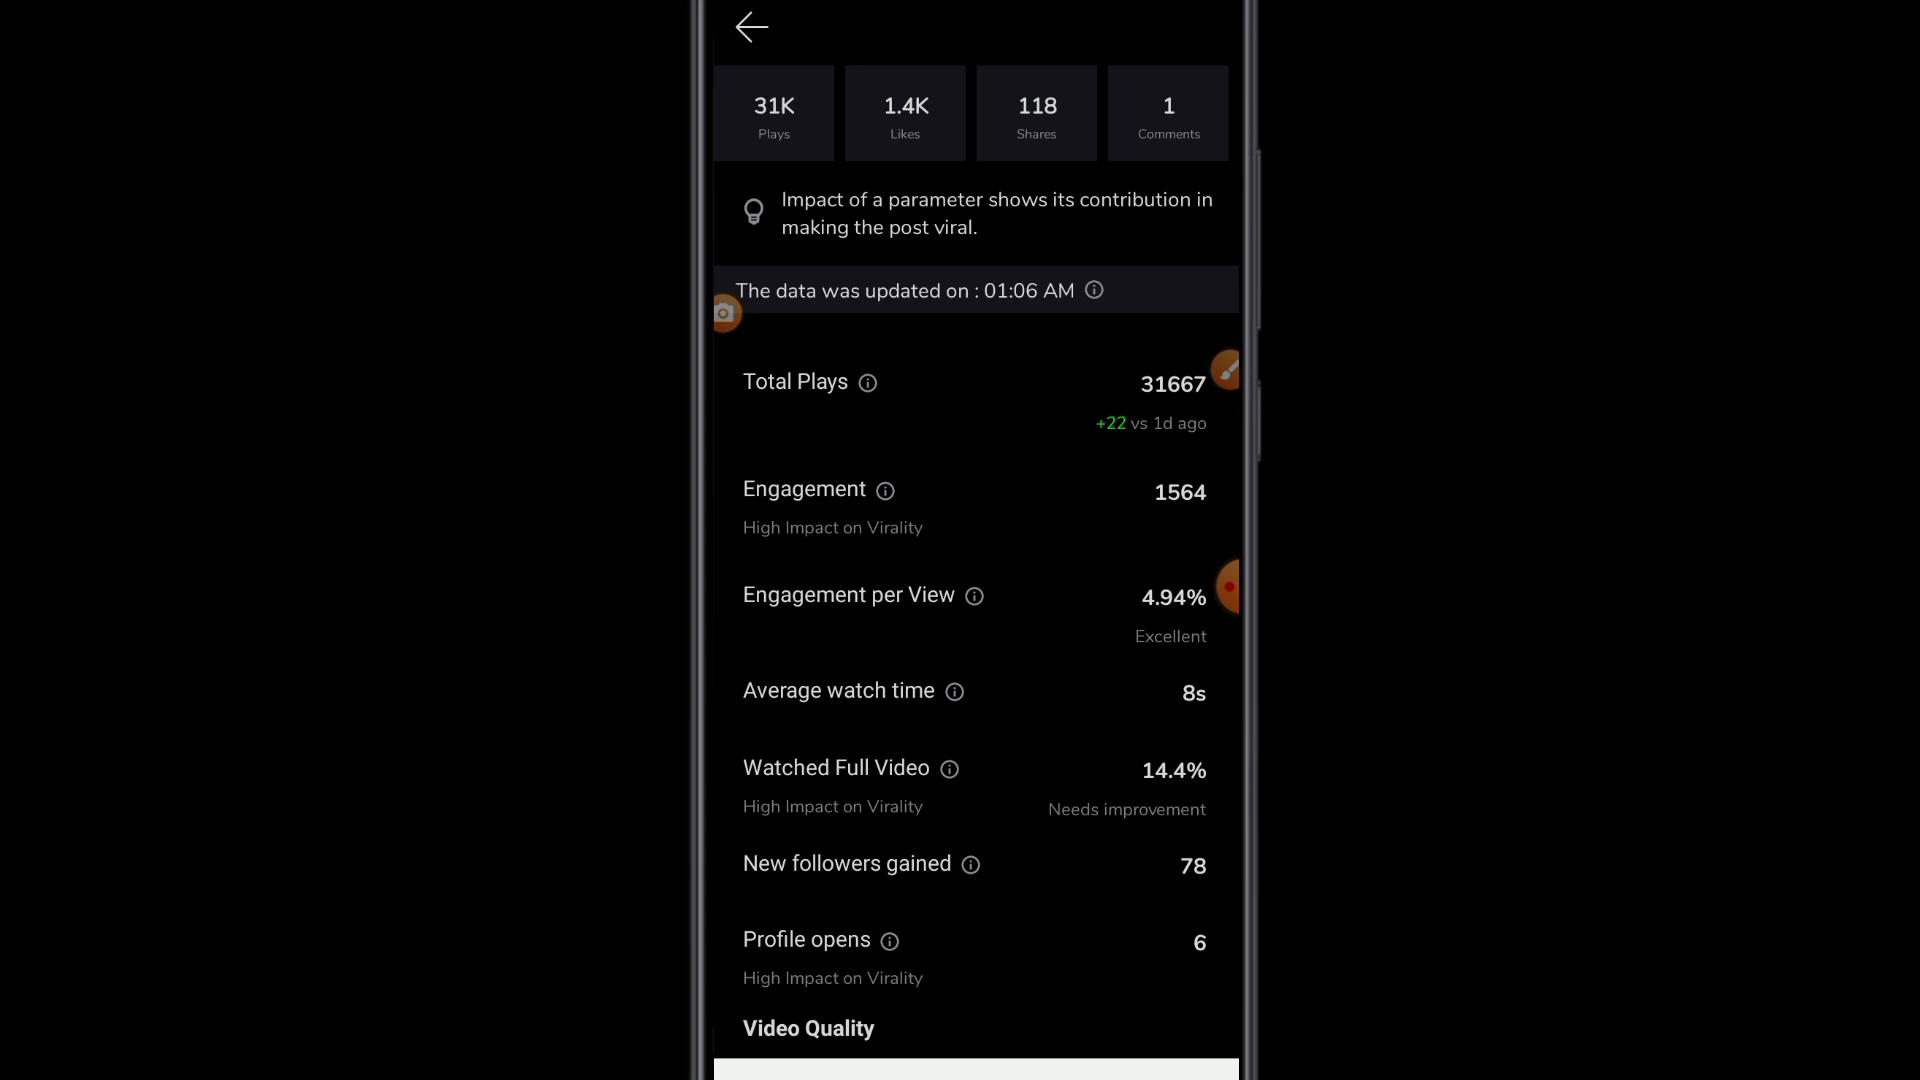 31K 1.4K 118 1
Plays Likes Shares Comments
Impact of a parameter shows its contribution in
making the post viral.
The data was updated on : 01:06 AM
Total Plays 31667
+22 vs 1d ago
Engagement 1564
High Impact on Virality
Engagement per View 4.94%
Excellent
Average watch time 8s
Watched Full Video 14.4%
High Impact on Virality Needs improvement
New followers gained 78
Profile opens 6
High Impact on Virality
Video Quality